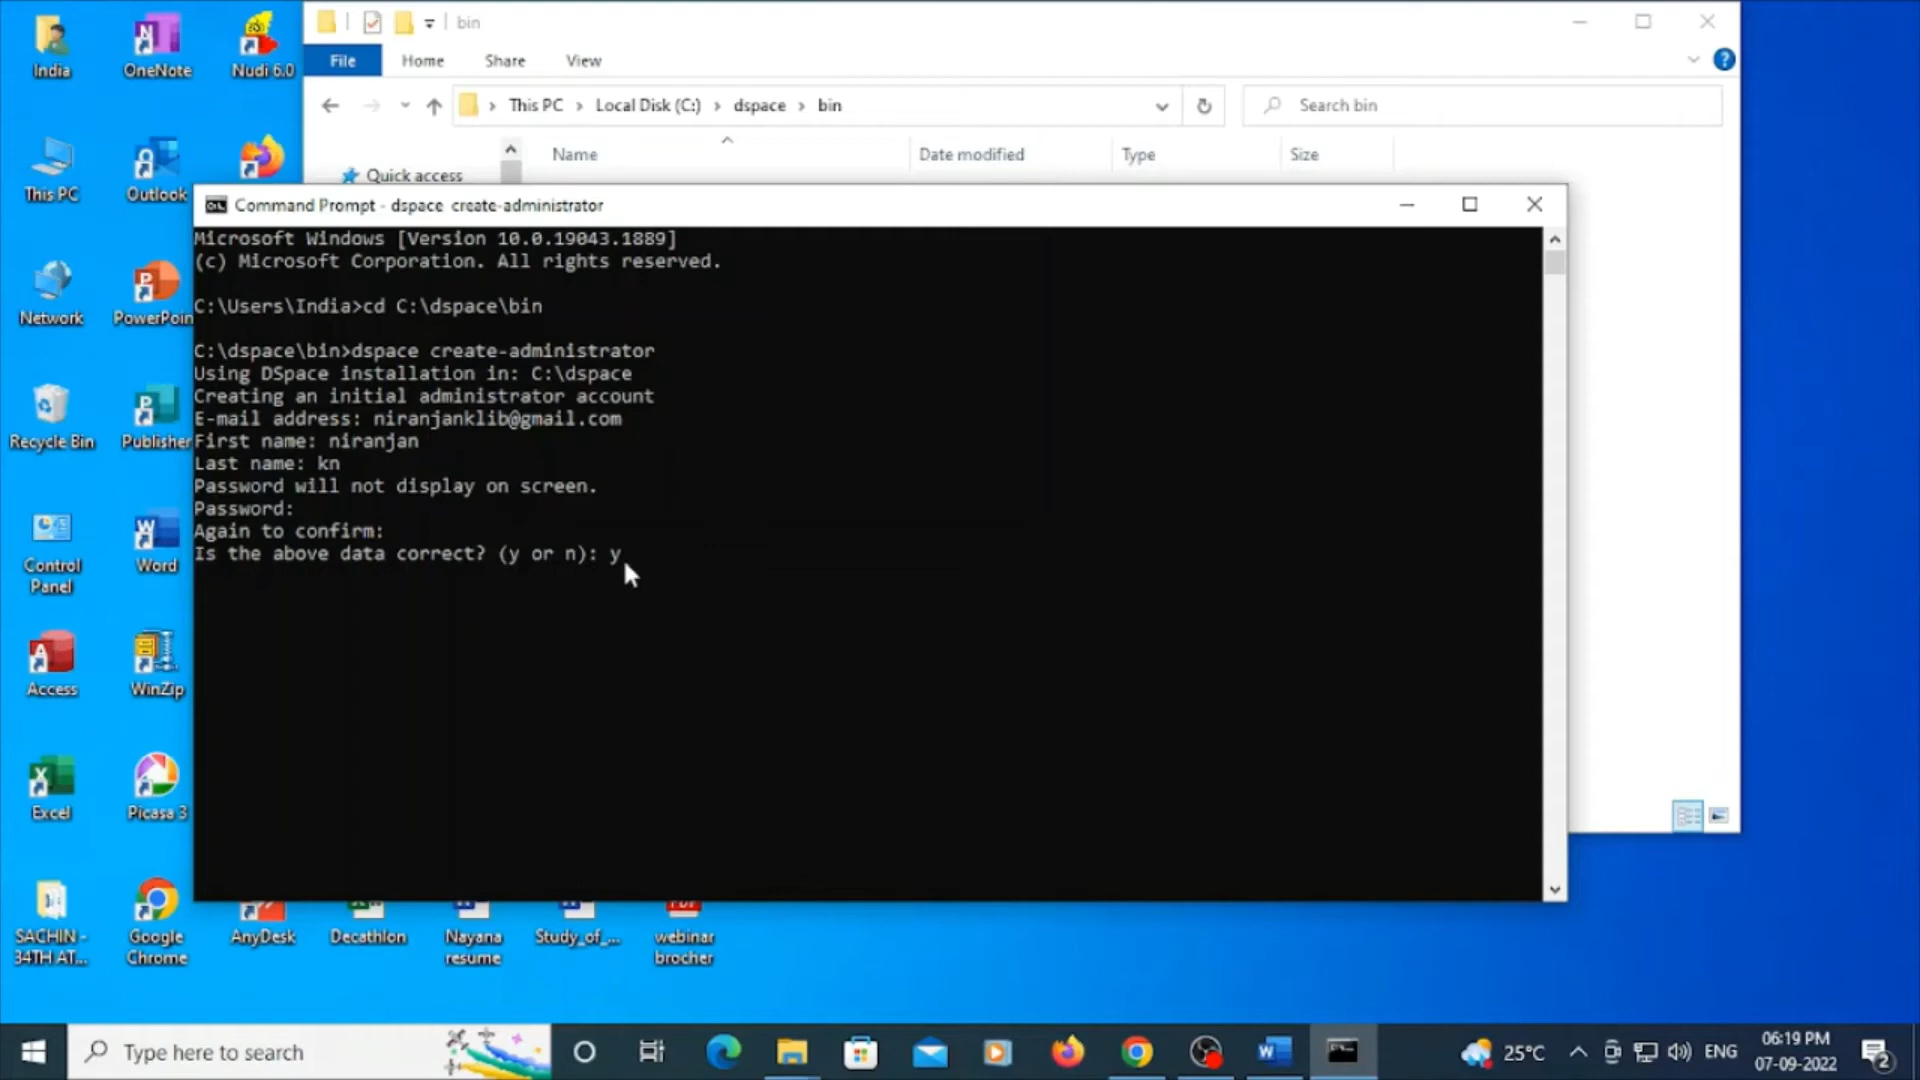 bin
File Home Share View
This PC > Local Disk (C:) > dspace > bin
Search bin
Name Date modified Type Size
Quick access
Command Prompt - dspace create-administrator
Microsoft Windows [Version 10.0.19043.1889]
(c) Microsoft Corporation. All rights reserved.
C:\Users\India>cd C:\dspace\bin
C:\dspace\bin>dspace create-administrator
Using DSpace installation in: C:\dspace
Creating an initial administrator account
E-mail address: niranjanklib@gmail.com
First name: niranjan
Last name: kn
Password will not display on screen.
Password:
Again to confirm:
Is the above data correct? (y or n): y
India
OneNote
Nudi 6.0
This PC
Outlook
Network
PowerPoin
Recycle Bin
Publisher
Control
Panel
Word
Access
WinZip
Excel
Picasa 3
SACHIN -
34TH AT...
Google
Chrome
AnyDesk
Decathlon
Nayana
resume
Study_of_...
webinar
brocher
Type here to search
25°C
ENG
06:19 PM
07-09-2022
2